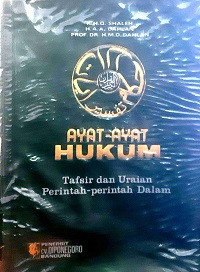 K.H.Q. SHALEH
H.A.A. DAHLAN
PROF. DR. H.M.D. DAHLAN
AYAT-AYAT
HUKUM
Tafsir dan Uraian
Perintah-perintah Dalam
PENERBIT
CV. DIPONEGORO
BANDUNG